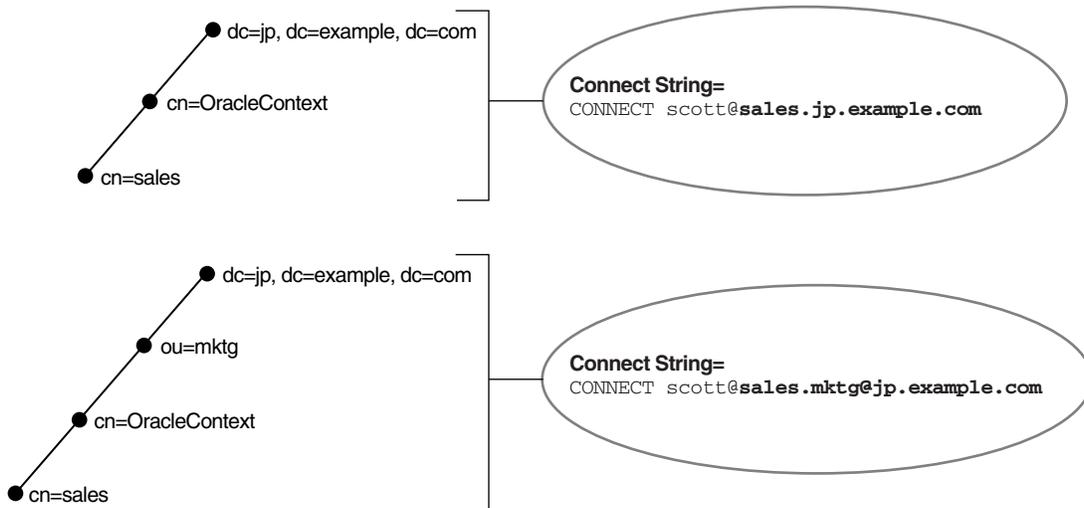 dc=jp, dc=example, dc=com
cn=OracleContext
cn=sales
Connect String=
CONNECT scott@sales.jp.example.com
dc=jp, dc=example, dc=com
ou=mktg
cn=OracleContext
cn=sales
Connect String=
CONNECT scott@sales.mktg@jp.example.com